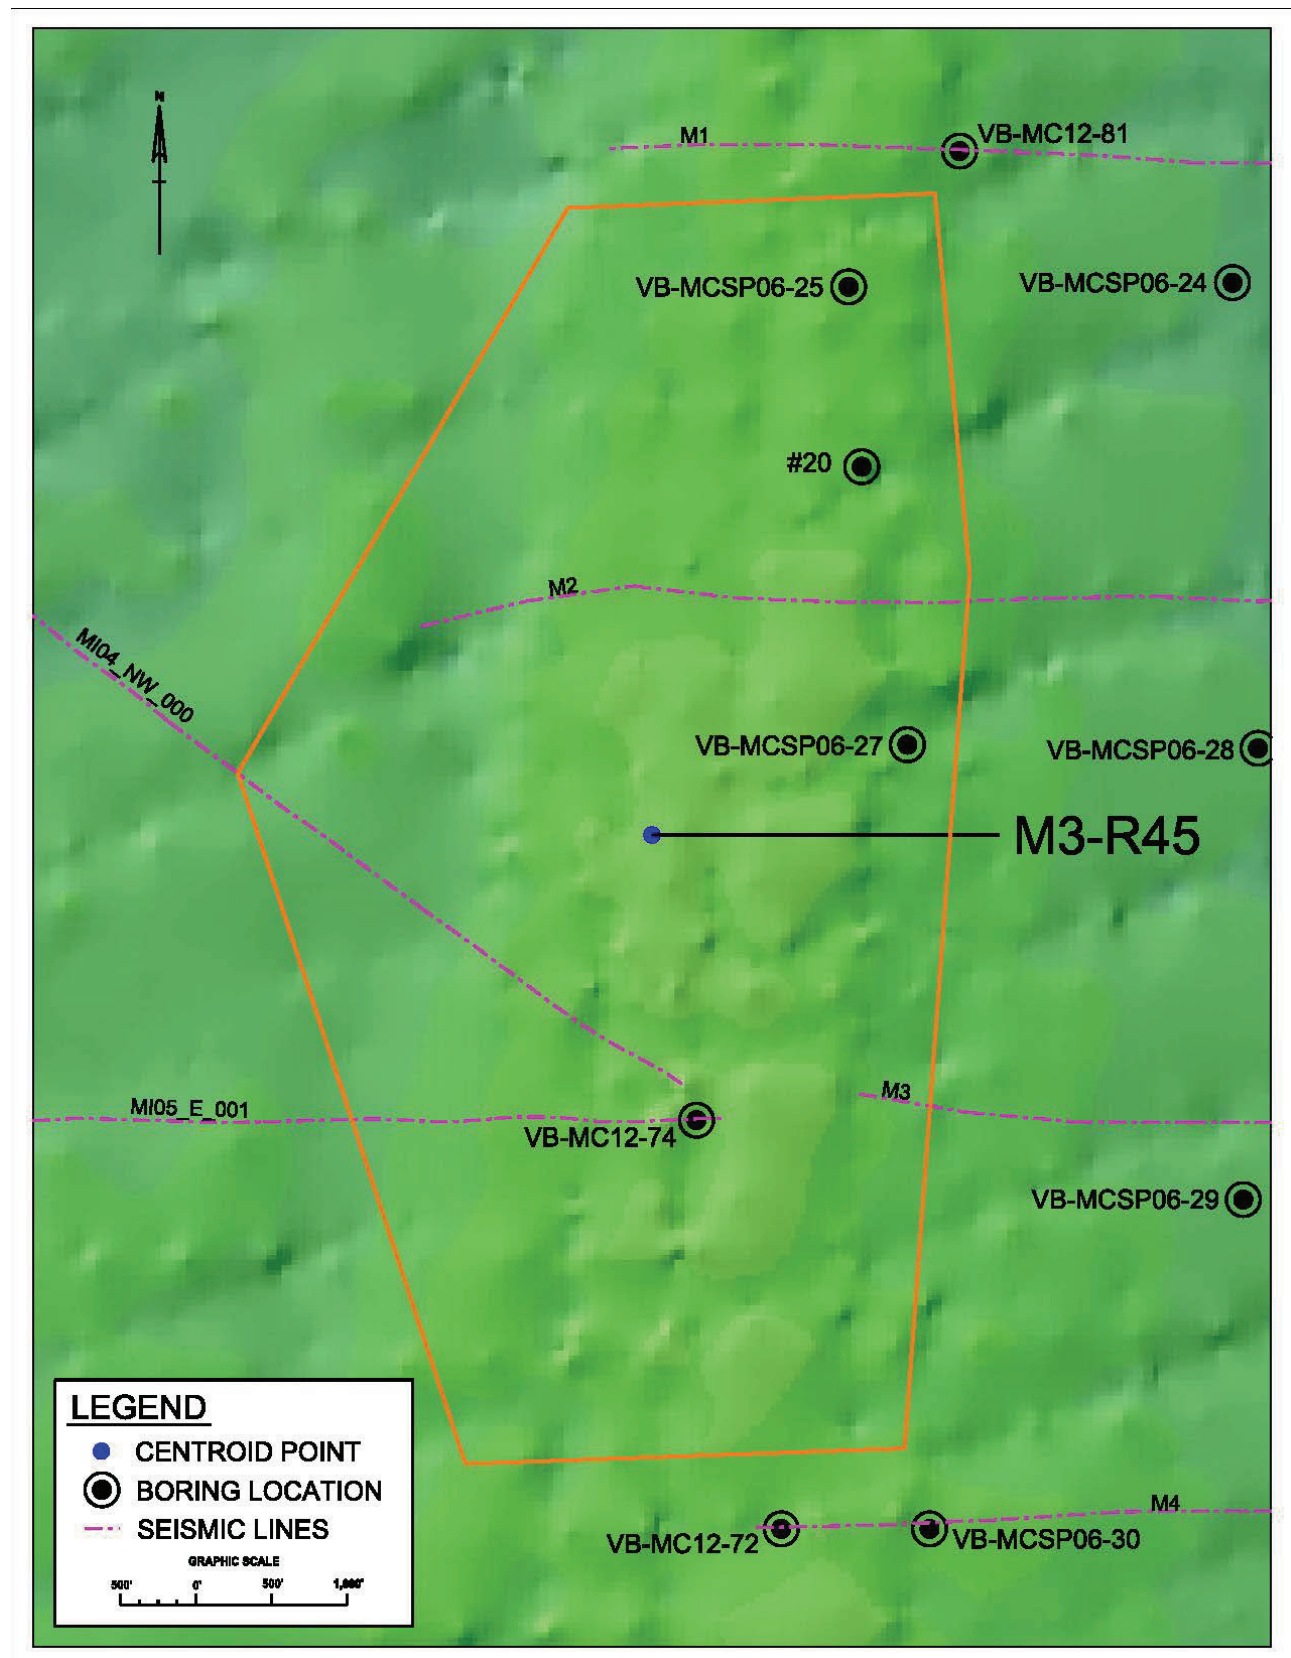 N
M1
VB-MC12-81
VB-MCSP06-25
VB-MCSP06-24
#20
M2
MI04_NW_000
VB-MCSP06-27
VB-MCSP06-28
M3-R45
M3
MI05_E_001
VB-MC12-74
VB-MCSP06-29
M4
VB-MC12-72
VB-MCSP06-30
LEGEND
CENTROID POINT
BORING LOCATION
SEISMIC LINES
GRAPHIC SCALE
500' 0' 500' 1,000'